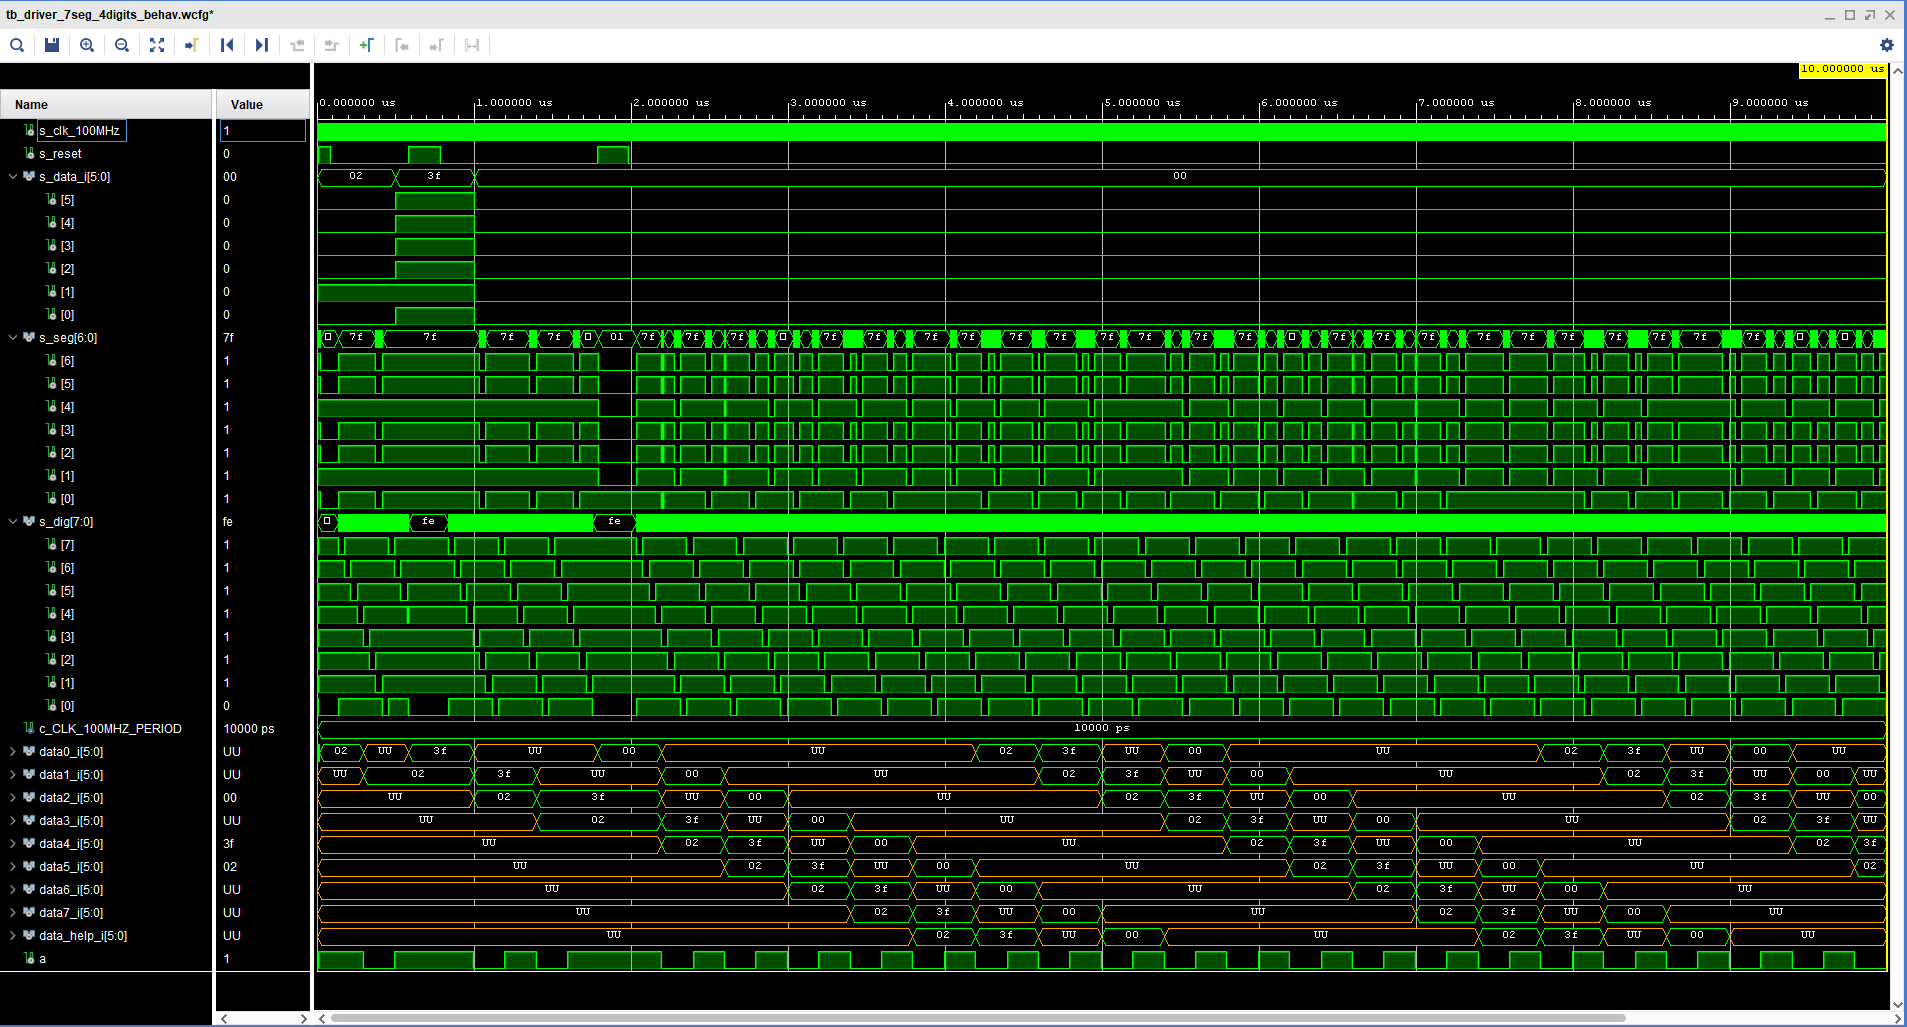 tb_driver_7seg_4digits_behav.wcfg*
10.000000 us
Name Value
0.000000 us 1.000000 us 2.000000 us 3.000000 us 4.000000 us 5.000000 us 6.000000 us 7.000000 us 8.000000 us 9.000000 us
s_clk_100MHz 1
s_reset 0
s_data_i[5:0] 00 02 3f 00
[5] 0
[4] 0
[3] 0
[2] 0
[1] 0
[0] 0
s_seg[6:0] 7f 7f 7f 7f 7f 01 7f 7f 7f 7f 7f 7f 7f 7f 7f 7f 7f 7f 7f 7f 7f 7f 7f 7f 7f 7f 7f 7f 7f
[6] 1
[5] 1
[4] 1
[3] 1
[2] 1
[1] 1
[0] 1
s_dig[7:0] fe fe fe
[7] 1
[6] 1
[5] 1
[4] 1
[3] 1
[2] 1
[1] 1
[0] 0
c_CLK_100MHZ_PERIOD 10000 ps 10000 ps
data0_i[5:0] UU 02 UU 3f UU 00 UU 02 3f UU 00 UU 02 3f UU 00 UU
data1_i[5:0] UU UU 02 3f UU 00 UU 02 3f UU 00 UU 02 3f UU 00 UU
data2_i[5:0] 00 UU 02 3f UU 00 UU 02 3f UU 00 UU 02 3f UU 00
data3_i[5:0] UU UU 02 3f UU 00 UU 02 3f UU 00 UU 02 3f UU
data4_i[5:0] 3f UU 02 3f UU 00 UU 02 3f UU 00 UU 02 3f
data5_i[5:0] 02 UU 02 3f UU 00 UU 02 3f UU 00 UU 02
data6_i[5:0] UU UU 02 3f UU 00 UU 02 3f UU 00 UU
data7_i[5:0] UU UU 02 3f UU 00 UU 02 3f UU 00 UU
data_help_i[5:0] UU UU 02 3f UU 00 UU 02 3f UU 00 UU
a 1